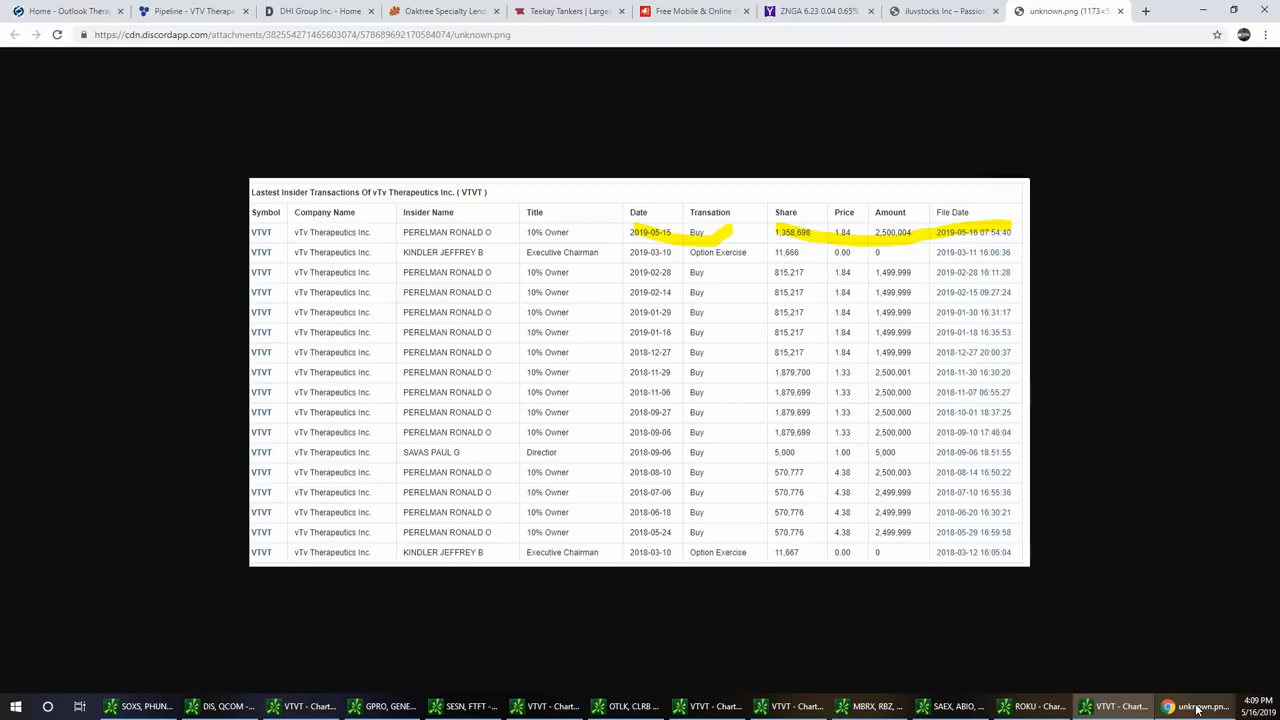 Home - Outlook Thera Pipeline - VTV Therape DHI Group Inc. - Home Oaktree Specialty Lend Teekay Tankers | Larges Free Mobile & Online G ZNGA 6.23 0.04 0.65% iluvstocks Inc – Passion unknown.png (1173×5
https://cdn.discordapp.com/attachments/382554271465603074/578689692170584074/unknown.png
Lastest Insider Transactions Of vTv Therapeutics Inc. ( VTVT )
Symbol Company Name Insider Name Title Date Transation Share Price Amount File Date
VTVT vTv Therapeutics Inc. PERELMAN RONALD O 10% Owner 2019-05-15 Buy 1,358,698 1.84 2,500,004 2019-05-16 07:54:40
VTVT vTv Therapeutics Inc. KINDLER JEFFREY B Executive Chairman 2019-03-10 Option Exercise 11,666 0.00 0 2019-03-11 16:06:36
VTVT vTv Therapeutics Inc. PERELMAN RONALD O 10% Owner 2019-02-28 Buy 815,217 1.84 1,499,999 2019-02-28 16:11:28
VTVT vTv Therapeutics Inc. PERELMAN RONALD O 10% Owner 2019-02-14 Buy 815,217 1.84 1,499,999 2019-02-15 09:27:24
VTVT vTv Therapeutics Inc. PERELMAN RONALD O 10% Owner 2019-01-29 Buy 815,217 1.84 1,499,999 2019-01-30 16:31:17
VTVT vTv Therapeutics Inc. PERELMAN RONALD O 10% Owner 2019-01-16 Buy 815,217 1.84 1,499,999 2019-01-18 16:35:53
VTVT vTv Therapeutics Inc. PERELMAN RONALD O 10% Owner 2018-12-27 Buy 815,217 1.84 1,499,999 2018-12-27 20:00:37
VTVT vTv Therapeutics Inc. PERELMAN RONALD O 10% Owner 2018-11-29 Buy 1,879,700 1.33 2,500,001 2018-11-30 16:30:20
VTVT vTv Therapeutics Inc. PERELMAN RONALD O 10% Owner 2018-11-06 Buy 1,879,699 1.33 2,500,000 2018-11-07 06:55:27
VTVT vTv Therapeutics Inc. PERELMAN RONALD O 10% Owner 2018-09-27 Buy 1,879,699 1.33 2,500,000 2018-10-01 18:37:25
VTVT vTv Therapeutics Inc. PERELMAN RONALD O 10% Owner 2018-09-06 Buy 1,879,699 1.33 2,500,000 2018-09-10 17:46:04
VTVT vTv Therapeutics Inc. SAVAS PAUL G Director 2018-09-06 Buy 5,000 1.00 5,000 2018-09-06 18:51:55
VTVT vTv Therapeutics Inc. PERELMAN RONALD O 10% Owner 2018-08-10 Buy 570,777 4.38 2,500,003 2018-08-14 16:50:22
VTVT vTv Therapeutics Inc. PERELMAN RONALD O 10% Owner 2018-07-06 Buy 570,776 4.38 2,499,999 2018-07-10 16:55:36
VTVT vTv Therapeutics Inc. PERELMAN RONALD O 10% Owner 2018-06-18 Buy 570,776 4.38 2,499,999 2018-06-20 16:30:21
VTVT vTv Therapeutics Inc. PERELMAN RONALD O 10% Owner 2018-05-24 Buy 570,776 4.38 2,499,999 2018-05-29 16:59:58
VTVT vTv Therapeutics Inc. KINDLER JEFFREY B Executive Chairman 2018-03-10 Option Exercise 11,667 0.00 0 2018-03-12 16:05:04
SOXS, PHUN,... DIS, QCOM -... VTVT - Chart... GPRO, GENE... SESN, FTFT -... VTVT - Chart... OTLK, CLRB ... VTVT - Chart... VTVT - Chart... MBRX, RBZ, ... SAEX, ABIO, ... ROKU - Char... VTVT - Chart... unknown.pn... 4:09 PM
5/16/2019